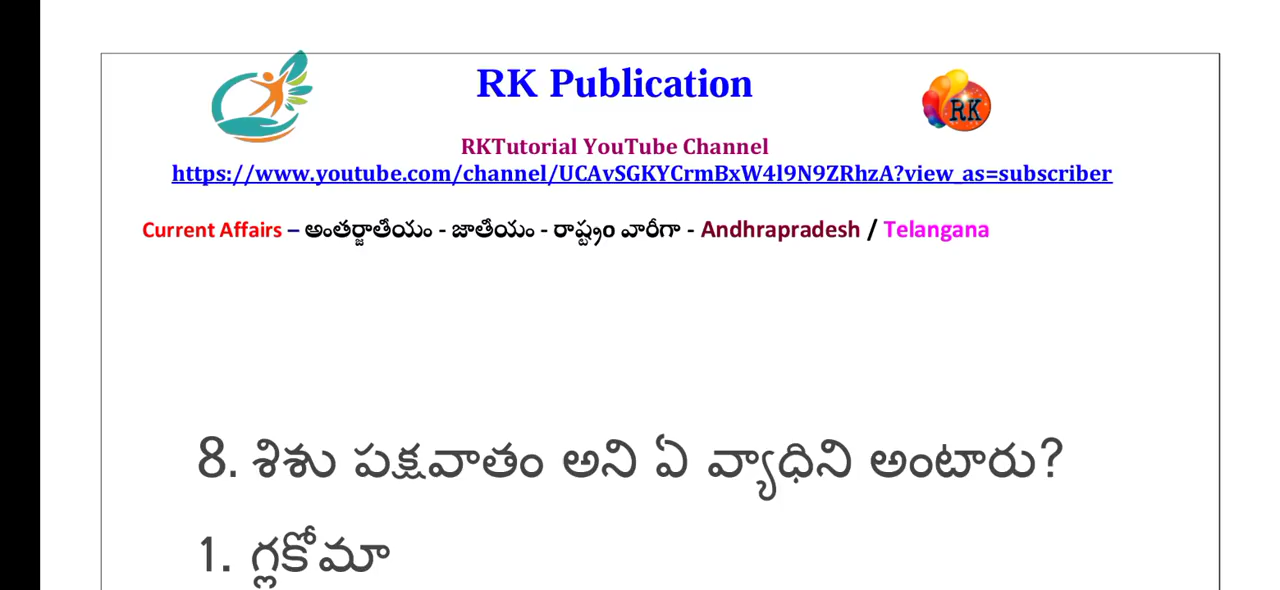 RK Publication
RK
RKTutorial YouTube Channel
https://www.youtube.com/channel/UCAvSGKYCrmBxW4l9N9ZRhzA?view_as=subscriber
Current Affairs – అంతర్జాతీయం - జాతీయం - రాష్ట్రం వారీగా - Andhrapradesh / Telangana
8. శిశు పక్షవాతం అని ఏ వ్యాధిని అంటారు?
1. గ్లకోమా